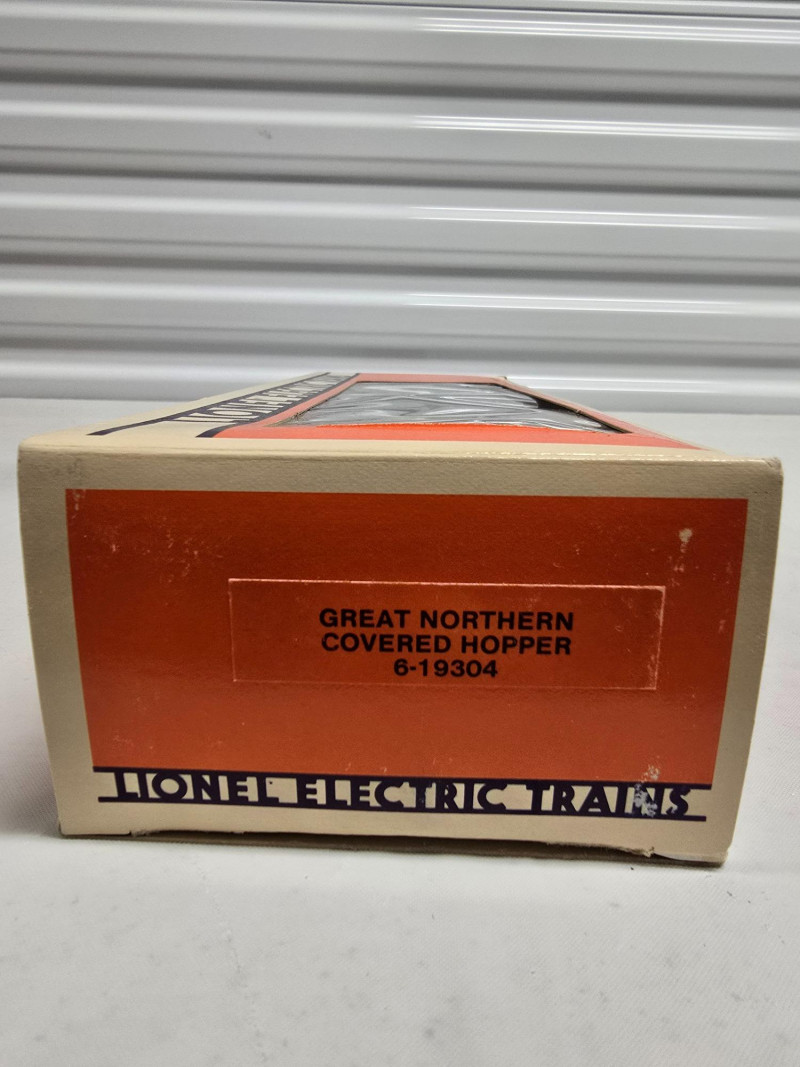 GREAT NORTHERN
COVERED HOPPER
6-19304
LIONEL ELECTRIC TRAINS